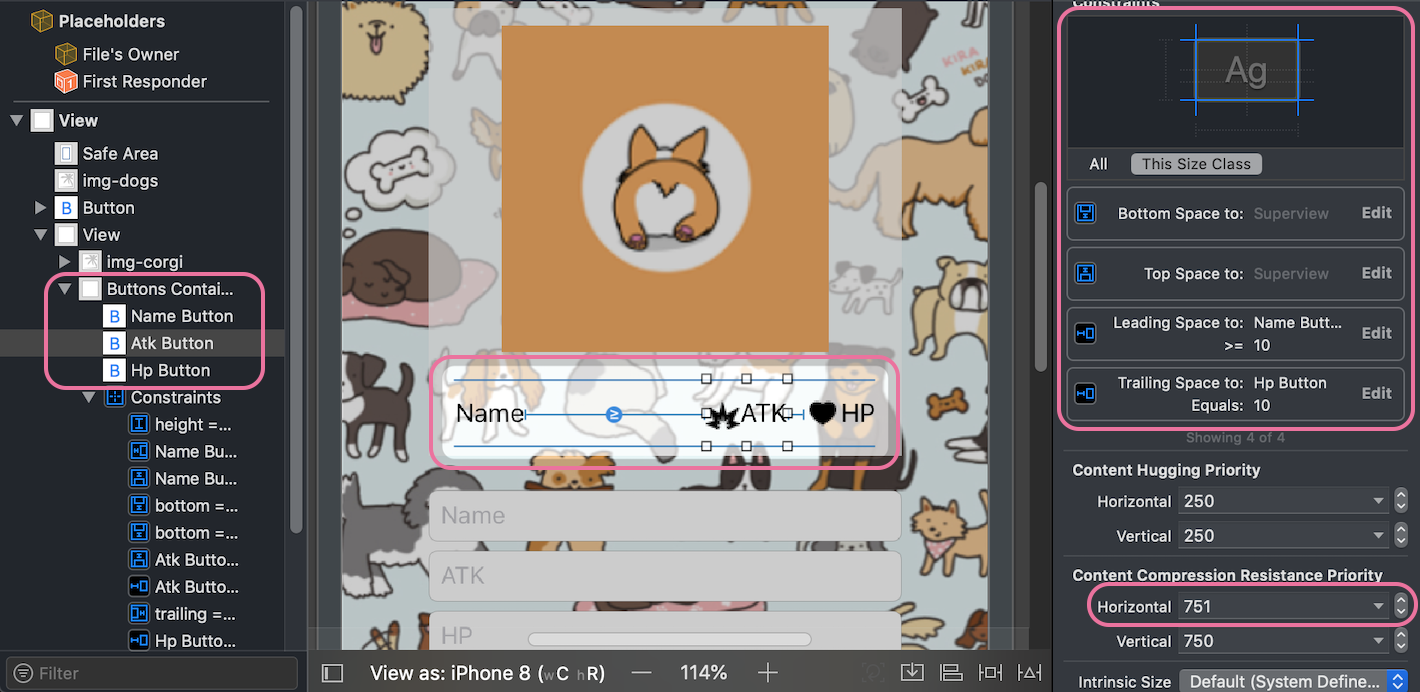 Placeholders
File's Owner
First Responder
View
Safe Area
img-dogs
B Button
View
img-corgi
Buttons Contai...
B Name Button
B Atk Button
B Hp Button
Constraints
height =...
Name Bu...
Name Bu...
bottom =...
bottom =...
Atk Butto...
Atk Butto...
trailing =...
Hp Butto...
Filter
KIRA
Name
ATK
HP
Name
ATK
HP
View as: iPhone 8 (wC hR)
114%
Constraints
Ag
All
This Size Class
Bottom Space to: Superview Edit
Top Space to: Superview Edit
Leading Space to: Name Butt... Edit
>= 10
Trailing Space to: Hp Button Edit
Equals: 10
Showing 4 of 4
Content Hugging Priority
Horizontal 250
Vertical 250
Content Compression Resistance Priority
Horizontal 751
Vertical 750
Intrinsic Size Default (System Define...